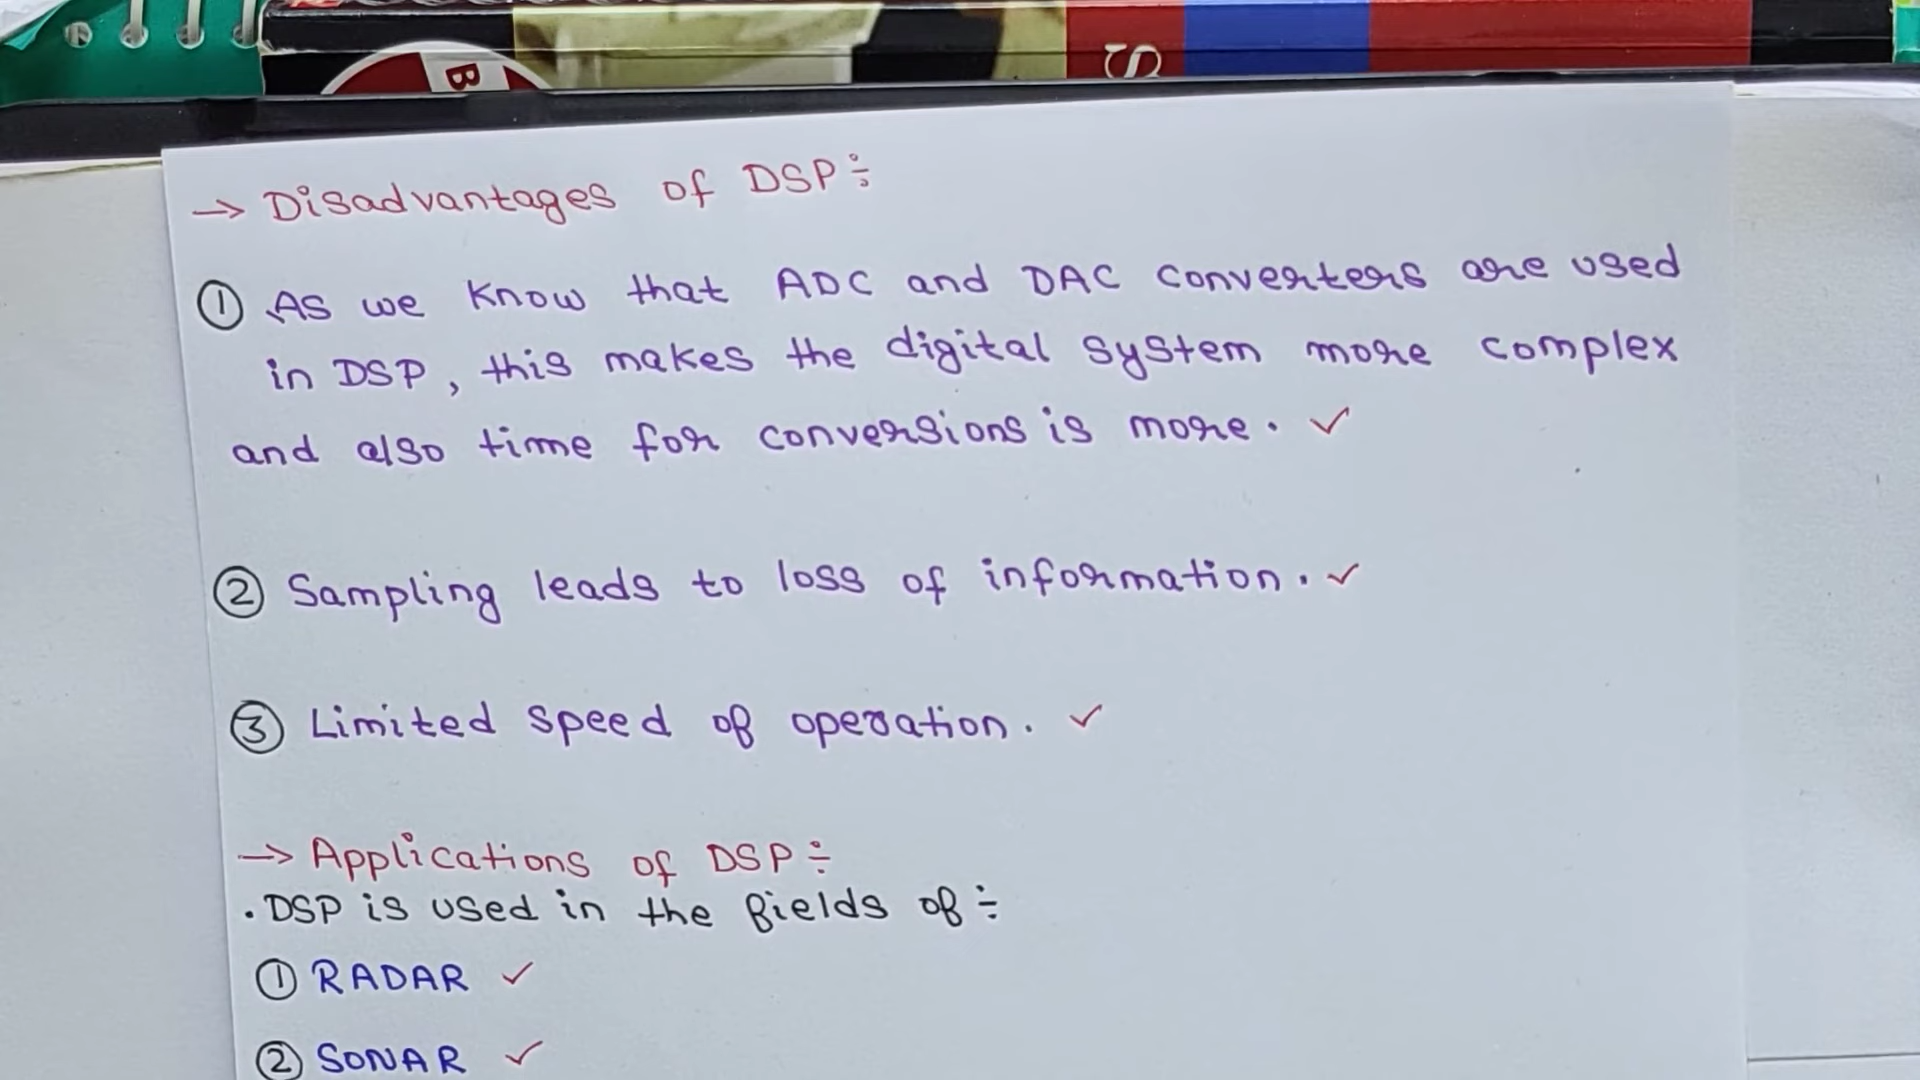 B
S
→ Disadvantages of DSP÷
① As we know that ADC and DAC converters are used
in DSP, this makes the digital system more complex
and also time for conversions is more. ✓
② Sampling leads to loss of information. ✓
③ Limited speed of operation. ✓
→ Applications of DSP÷
. DSP is used in the fields of÷
① RADAR ✓
② SONAR ✓